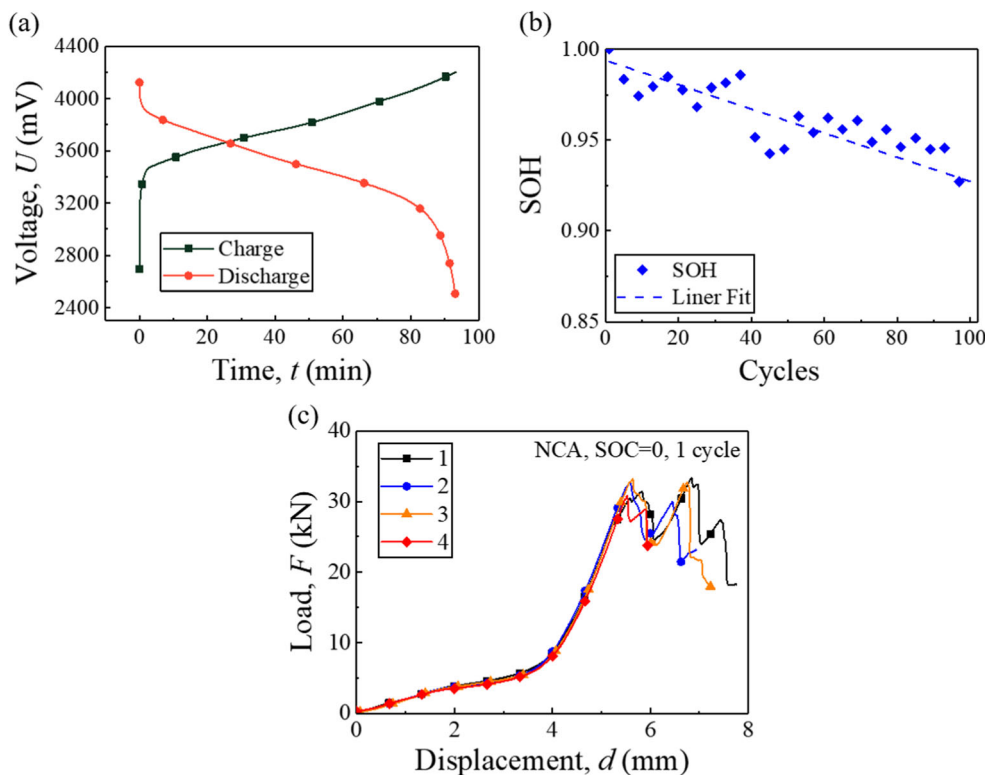 (a)
4400
4000
3600
3200
2800
2400
Voltage, U (mV)
Charge
Discharge
0 20 40 60 80 100
Time, t (min)
(b)
1.00
0.95
0.90
0.85
SOH
SOH
Liner Fit
0 20 40 60 80 100
Cycles
(c)
40
30
20
10
0
Load, F (kN)
1
2
3
4
NCA, SOC=0, 1 cycle
0 2 4 6 8
Displacement, d (mm)